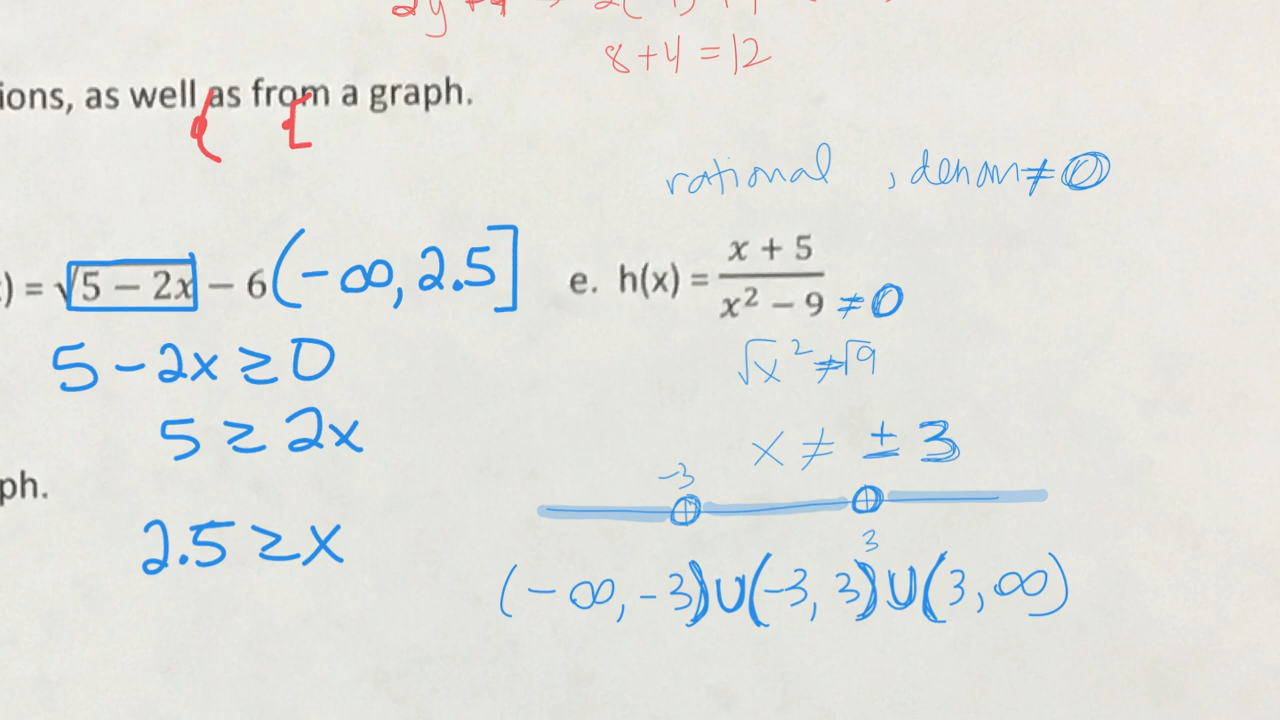 8+4=12
ions, as well as from a graph.
( [
rational, denom≠0
) = √5 − 2x − 6 (-∞, 2.5]
5-2x≥0
5≥2x
2.5≥x
ph.
e. h(x) = x + 5 / x² − 9 ≠0
√x²≠√9
x ≠ ±3
-3
3
(-∞,-3)∪(-3,3)∪(3,∞)